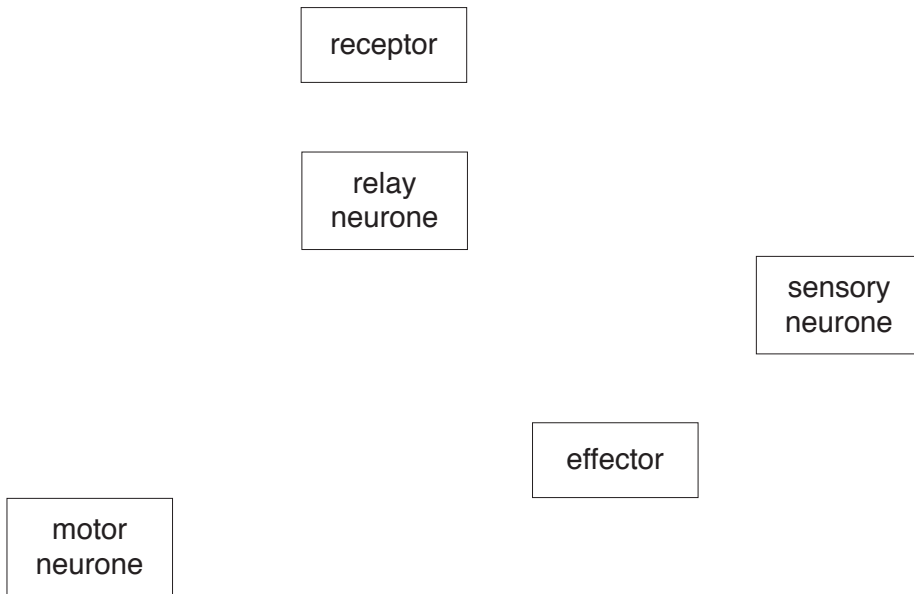 receptor
relay
neurone
sensory
neurone
effector
motor
neurone